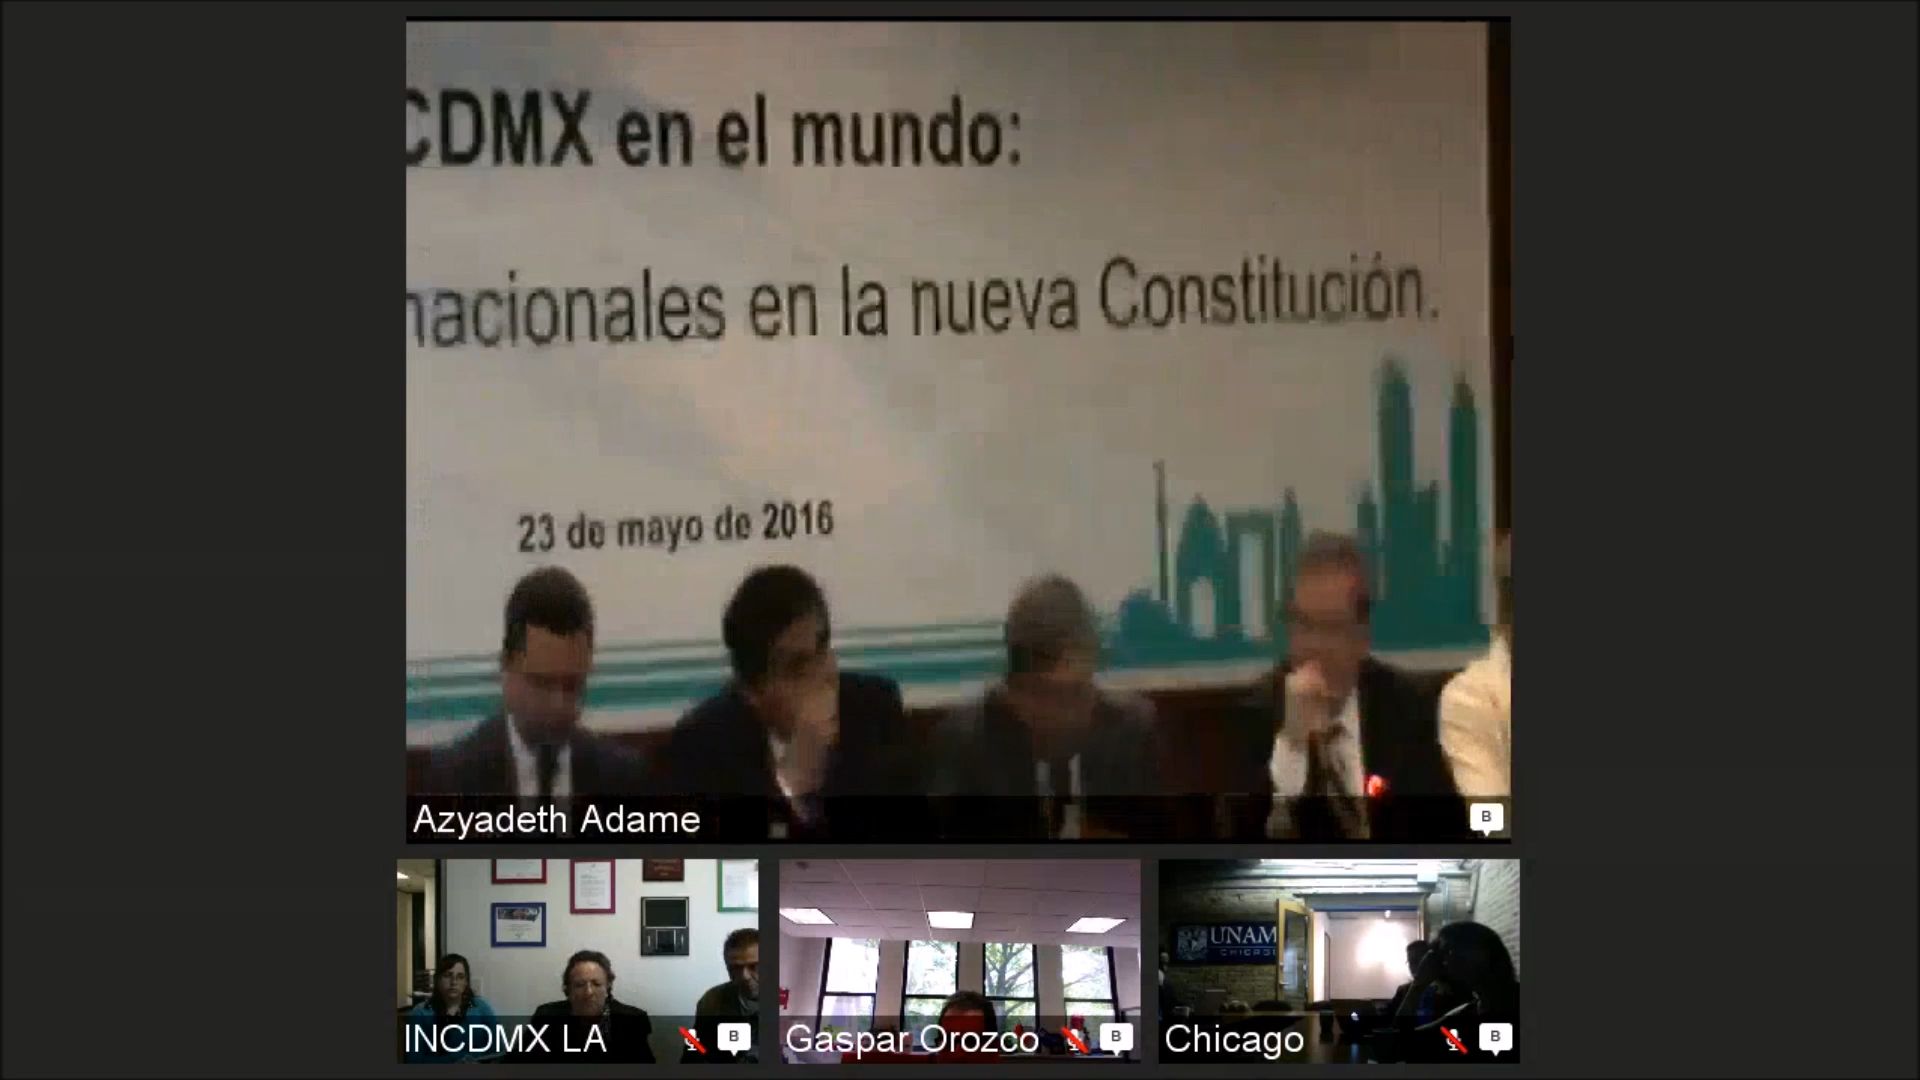 CDMX en el mundo:
nacionales en la nueva Constitución.
23 de mayo de 2016
Azyadeth Adame
B
INCDMX LA
B
Gaspar Orozco
B
UNAM
CHICAGO
Chicago
B